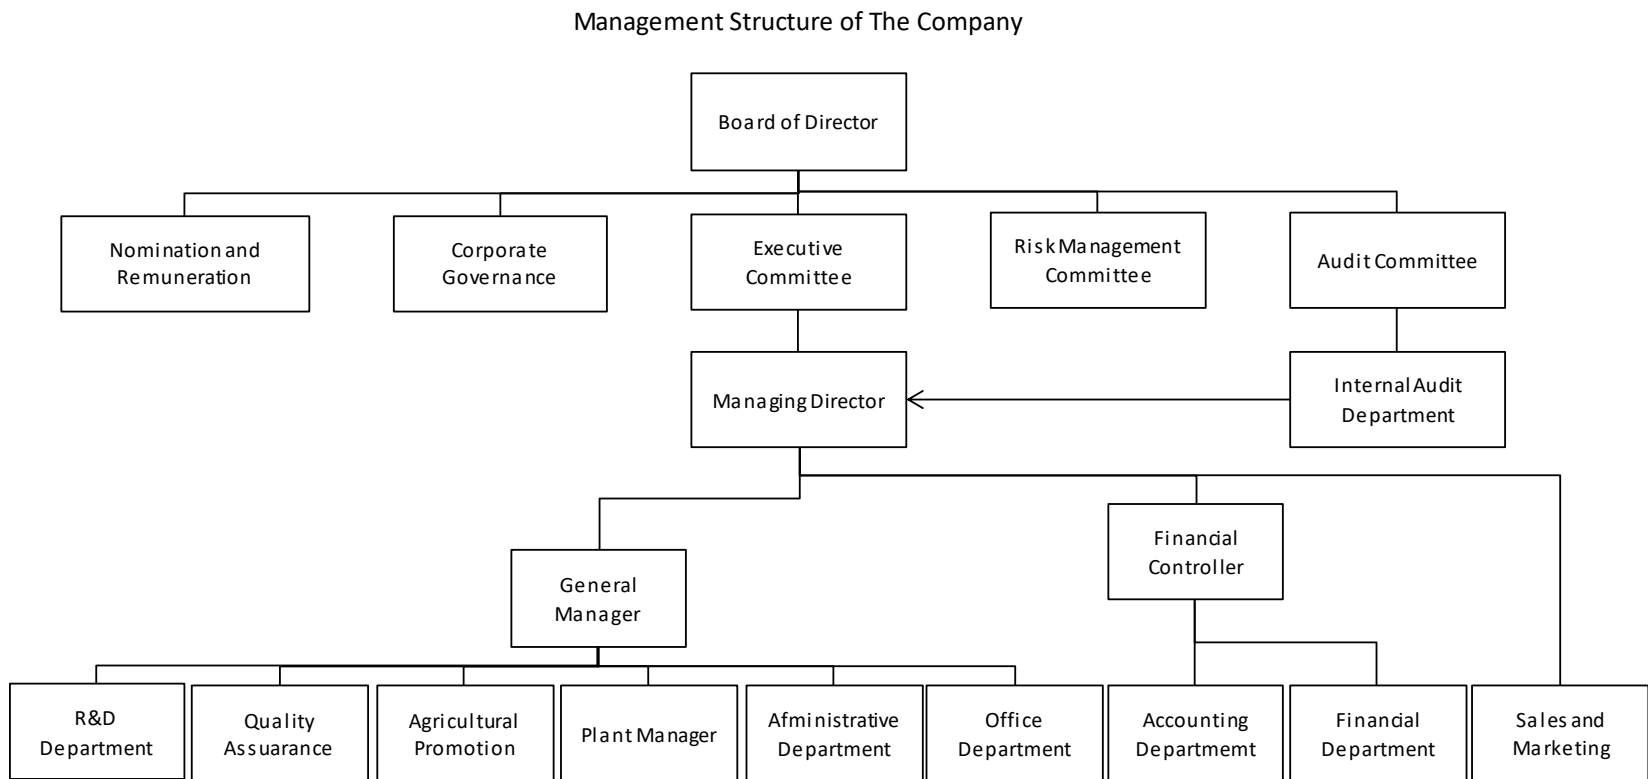 Management Structure of The Company
Board of Director
Nomination and
Remuneration
Corporate
Governance
Executive
Committee
Risk Management
Committee
Audit Committee
Managing Director
Internal Audit
Department
General
Manager
Financial
Controller
R&D
Department
Quality
Assuarance
Agricultural
Promotion
Plant Manager
Afministrative
Department
Office
Department
Accounting
Departmemt
Financial
Department
Sales and
Marketing